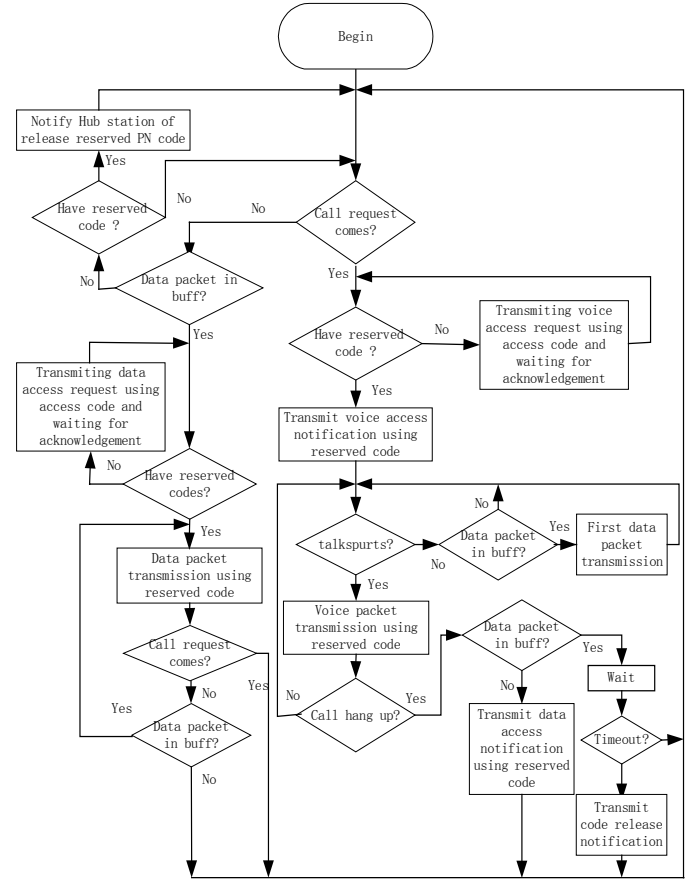 Begin
Notify Hub station of
release reserved PN code
Yes
Have reserved
code ?
No
No
Call request
comes?
No
Data packet in
buff?
Yes
Yes
Have reserved
code ?
No
Transmiting voice
access request using
access code and
waiting for
acknowledgement
Transmiting data
access request using
access code and
waiting for
acknowledgement
Yes
Transmit voice access
notification using
reserved code
No
Have reserved
codes?
Yes
No
talkspurts?
No
Data packet
in buff?
Yes
First data
packet
transmission
Data packet
transmission using
reserved code
Yes
Voice packet
transmission using
reserved code
Call request
comes?
Yes
No
Data packet
in buff?
Yes
Wait
No
Call hang up?
Yes
No
Transmit data
access
notification
using reserved
code
Timeout?
Yes
Data packet
in buff?
No
Transmit
code release
notification